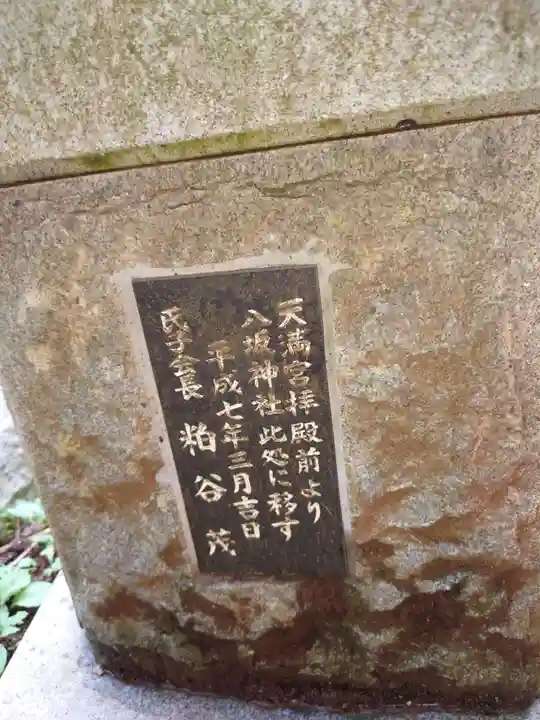 天満宮拝殿前より
八坂神社此処に移す
平成七年三月吉日
氏子会長 粕谷 茂